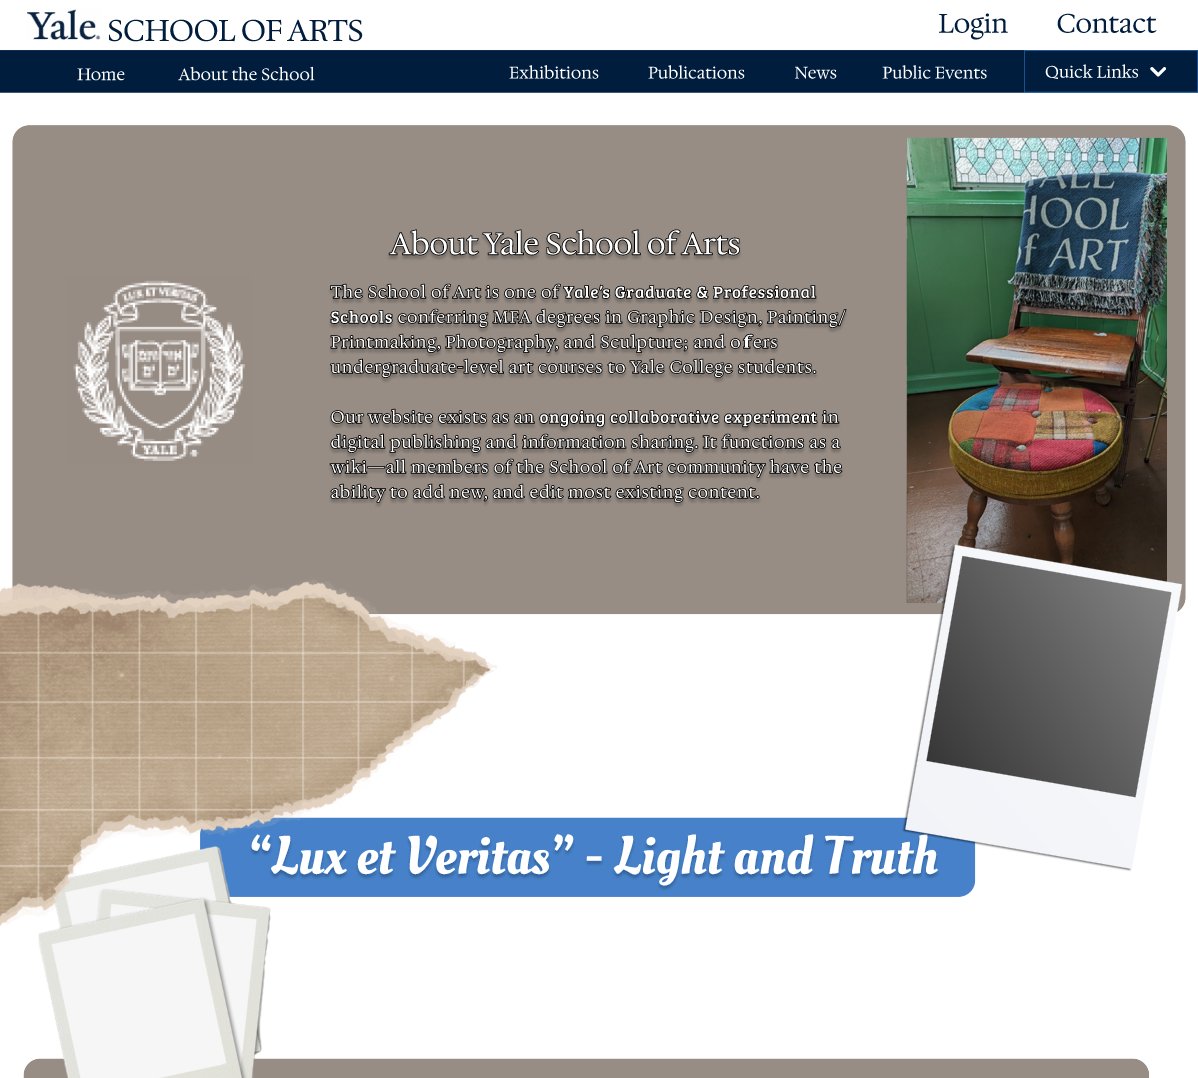 Yale SCHOOL OF ARTS
Login Contact
Home About the School Exhibitions Publications News Public Events Quick Links
About Yale School of Arts
The School of Art is one of Yale's Graduate & Professional
Schools conferring MFA degrees in Graphic Design, Painting/
Printmaking, Photography, and Sculpture; and offers
undergraduate-level art courses to Yale College students.
Our website exists as an ongoing collaborative experiment in
digital publishing and information sharing. It functions as a
wiki—all members of the School of Art community have the
ability to add new, and edit most existing content.
LUX ET VERITAS
YALE
YALE
HOOL
of ART
“Lux et Veritas” - Light and Truth